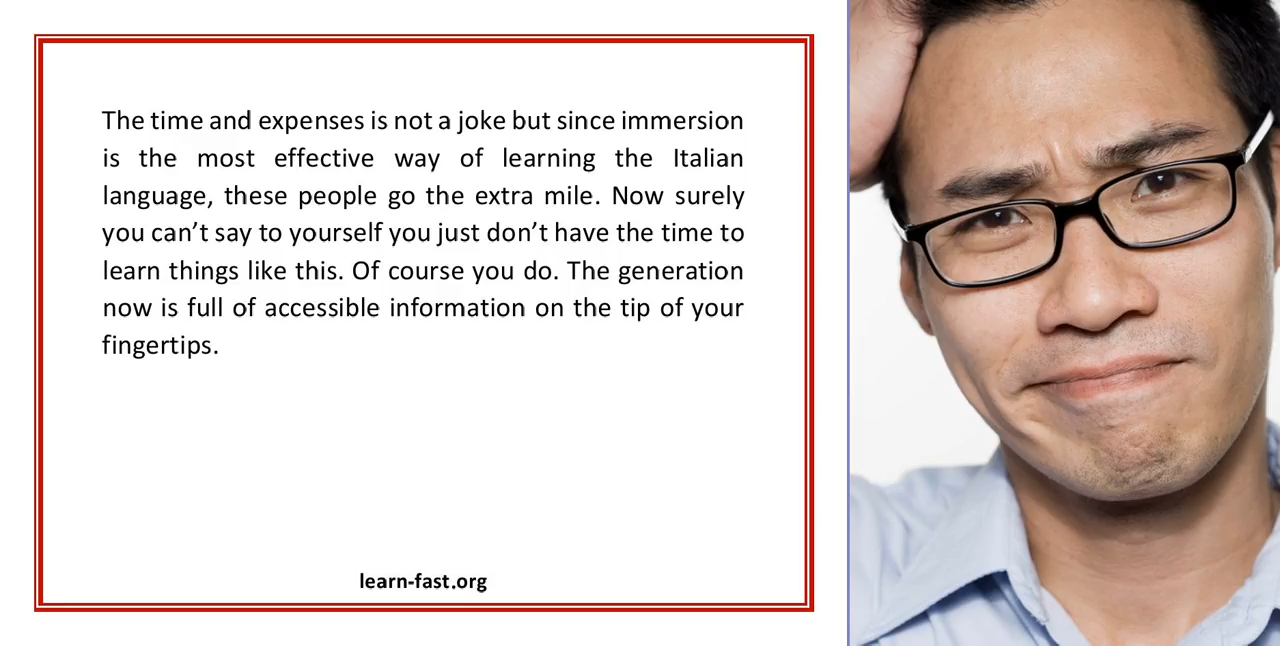 The time and expenses is not a joke but since immersion
is the most effective way of learning the Italian
language, these people go the extra mile. Now surely
you can’t say to yourself you just don’t have the time to
learn things like this. Of course you do. The generation
now is full of accessible information on the tip of your
fingertips.
learn-fast.org